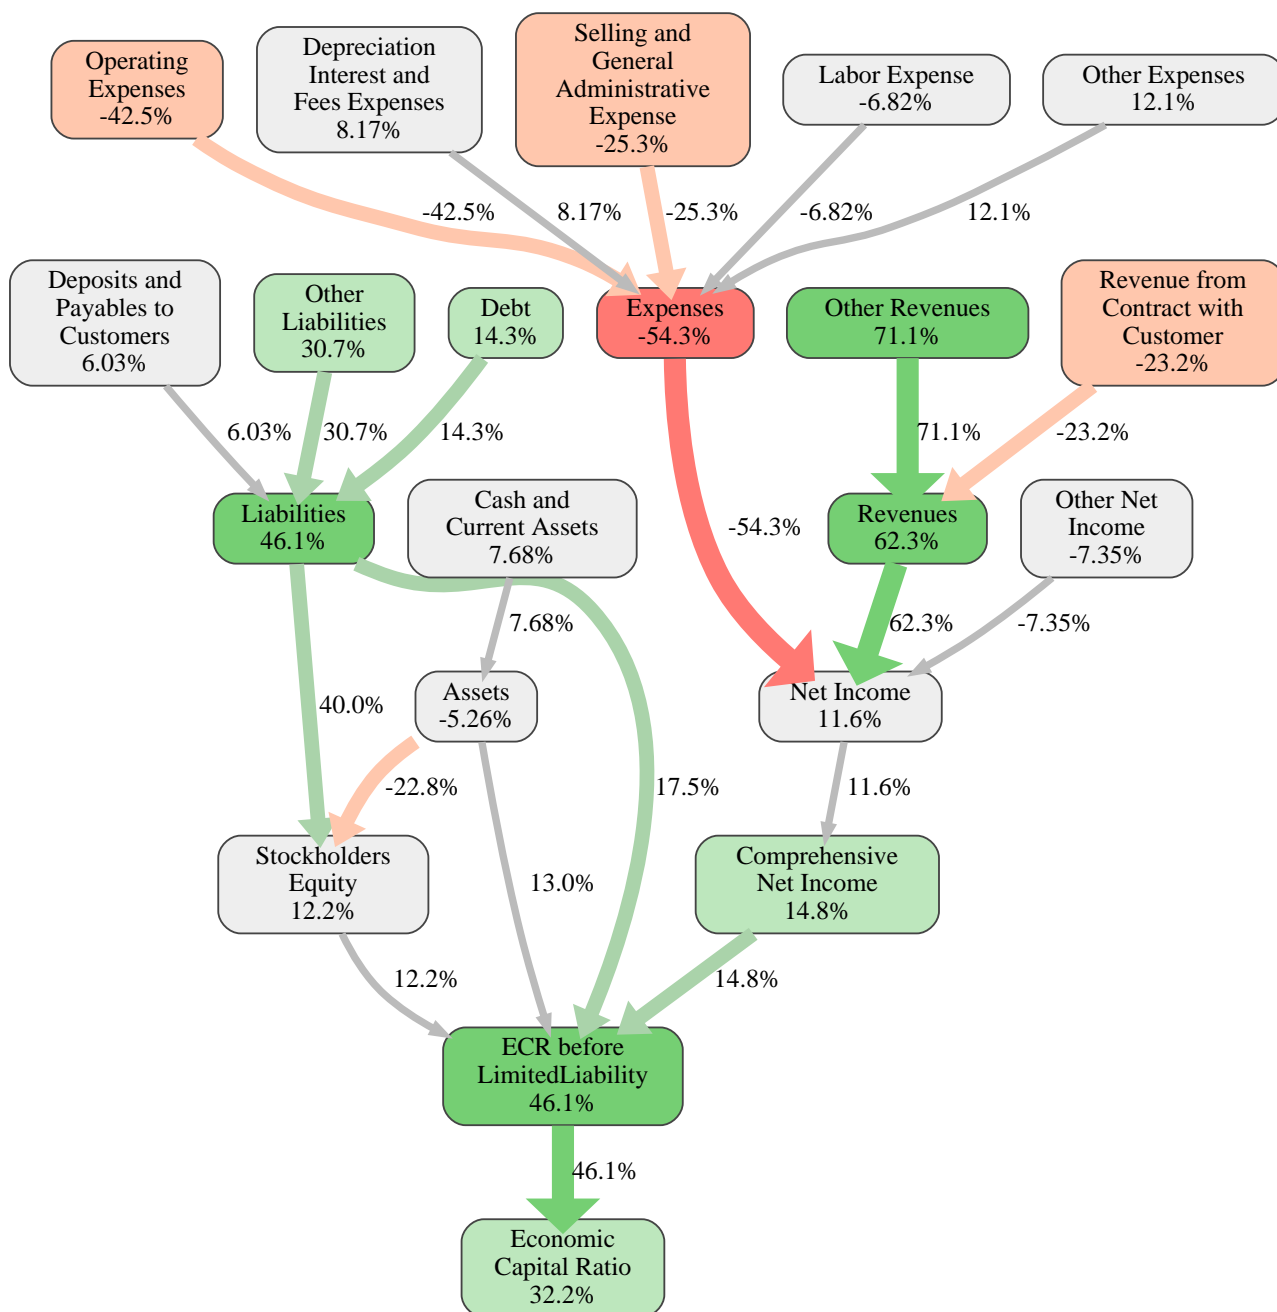 Operating
Expenses
-42.5%
Depreciation
Interest and
Fees Expenses
8.17%
Selling and
General
Administrative
Expense
-25.3%
Labor Expense
-6.82%
Other Expenses
12.1%
-42.5%
8.17%
-25.3%
-6.82%
12.1%
Deposits and
Payables to
Customers
6.03%
Other
Liabilities
30.7%
Debt
14.3%
Expenses
-54.3%
Other Revenues
71.1%
Revenue from
Contract with
Customer
-23.2%
6.03%
30.7%
14.3%
71.1%
-23.2%
Liabilities
46.1%
Cash and
Current Assets
7.68%
-54.3%
Revenues
62.3%
Other Net
Income
-7.35%
7.68%
62.3%
-7.35%
40.0%
Assets
-5.26%
Net Income
11.6%
-22.8%
17.5%
11.6%
Stockholders
Equity
12.2%
13.0%
Comprehensive
Net Income
14.8%
12.2%
14.8%
ECR before
LimitedLiability
46.1%
46.1%
Economic
Capital Ratio
32.2%